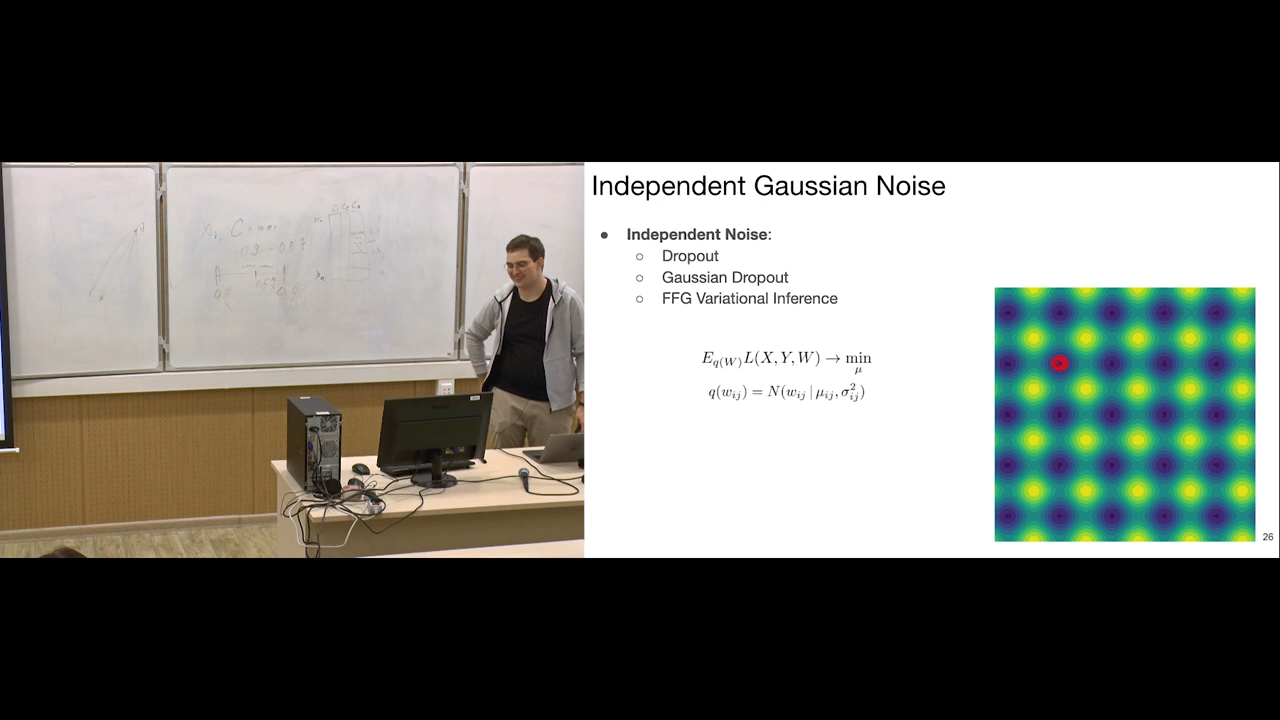 Independent Gaussian Noise
● Independent Noise:
○ Dropout
○ Gaussian Dropout
○ FFG Variational Inference
E_{q(W)}L(X, Y, W) → min_μ
q(w_{ij}) = N(w_{ij} | μ_{ij}, σ²_{ij})
26